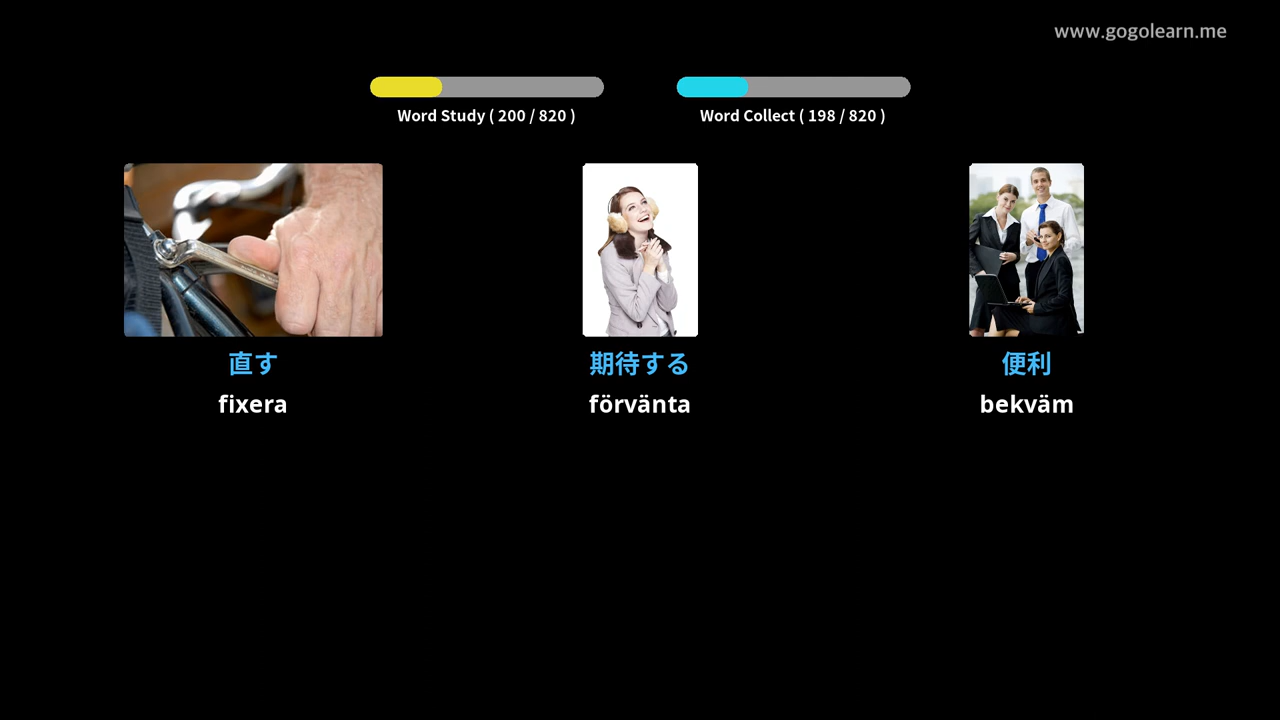 www.gogolearn.me
Word Study ( 200 / 820 )
Word Collect ( 198 / 820 )
直す
期待する
便利
fixera
förvänta
bekväm